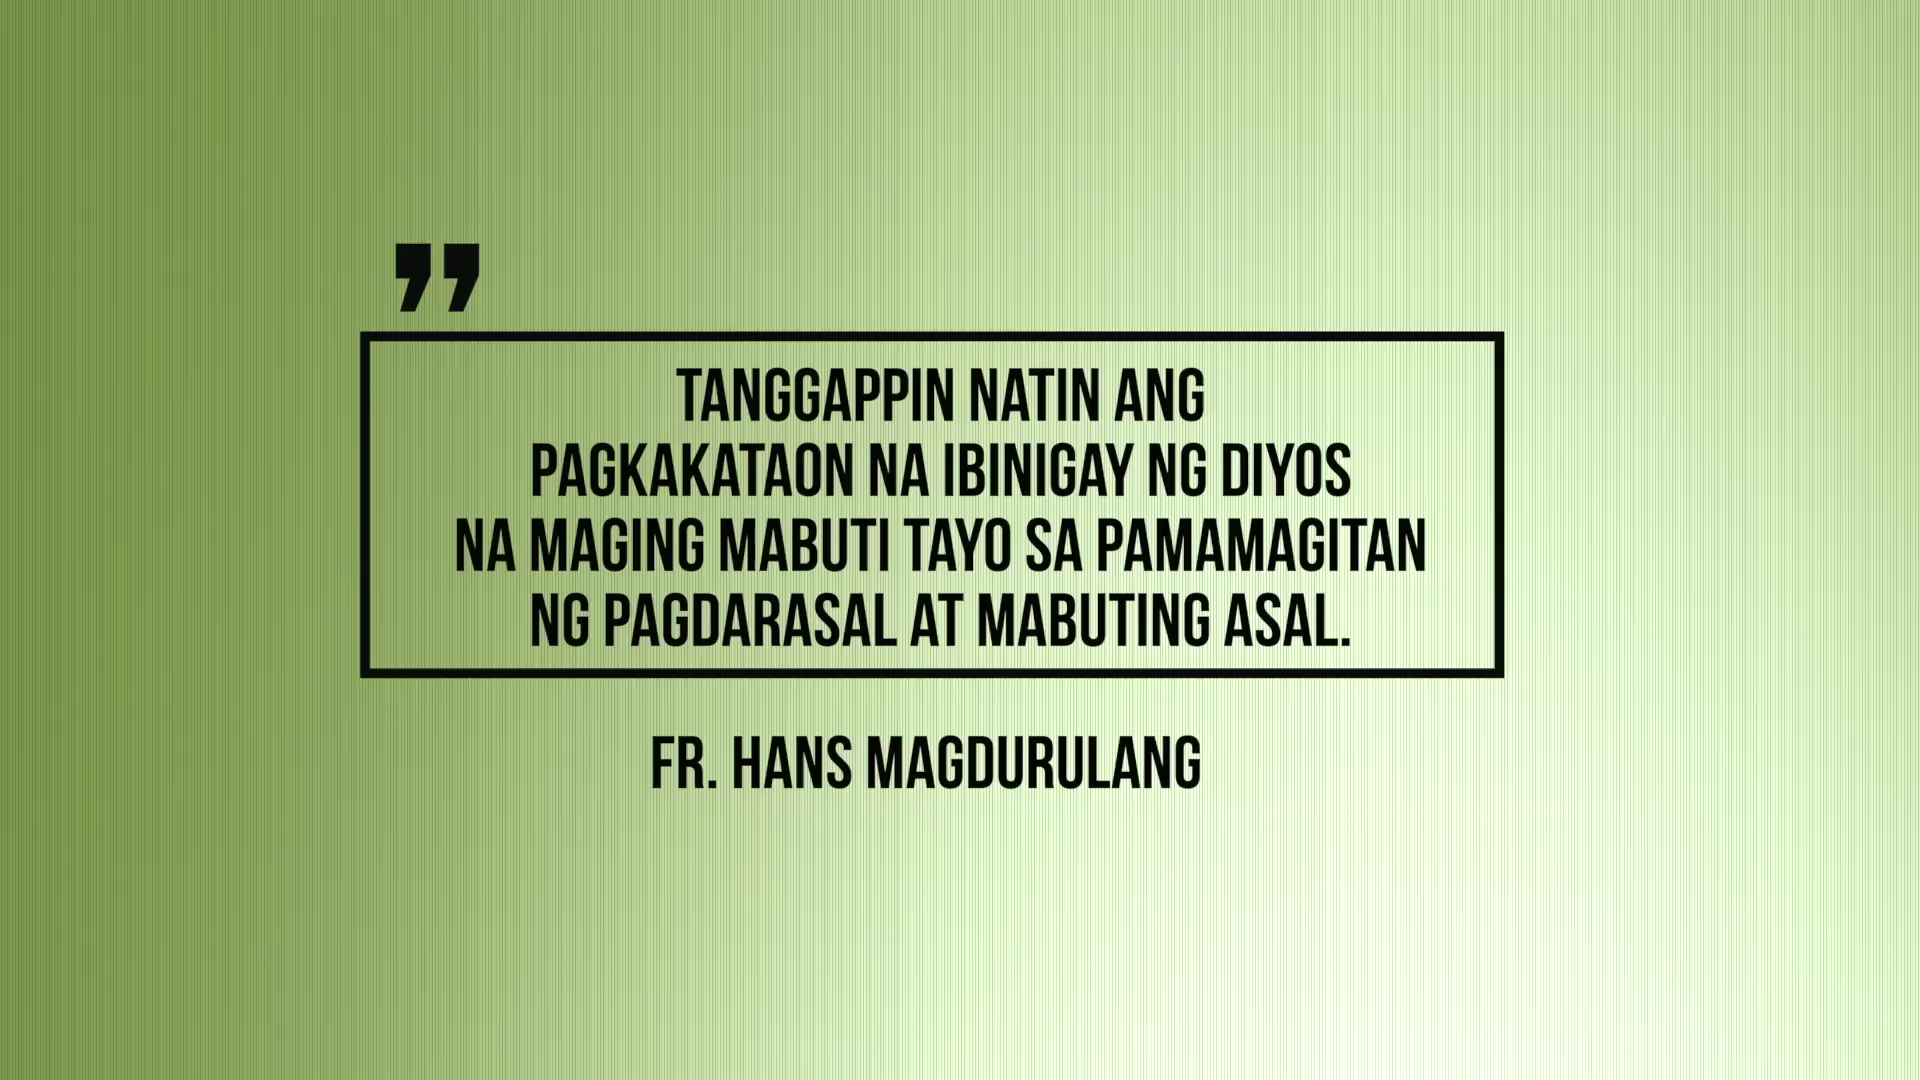 ”
TANGGAPPIN NATIN ANG
PAGKAKATAON NA IBINIGAY NG DIYOS
NA MAGING MABUTI TAYO SA PAMAMAGITAN
NG PAGDARASAL AT MABUTING ASAL.
FR. HANS MAGDURULANG